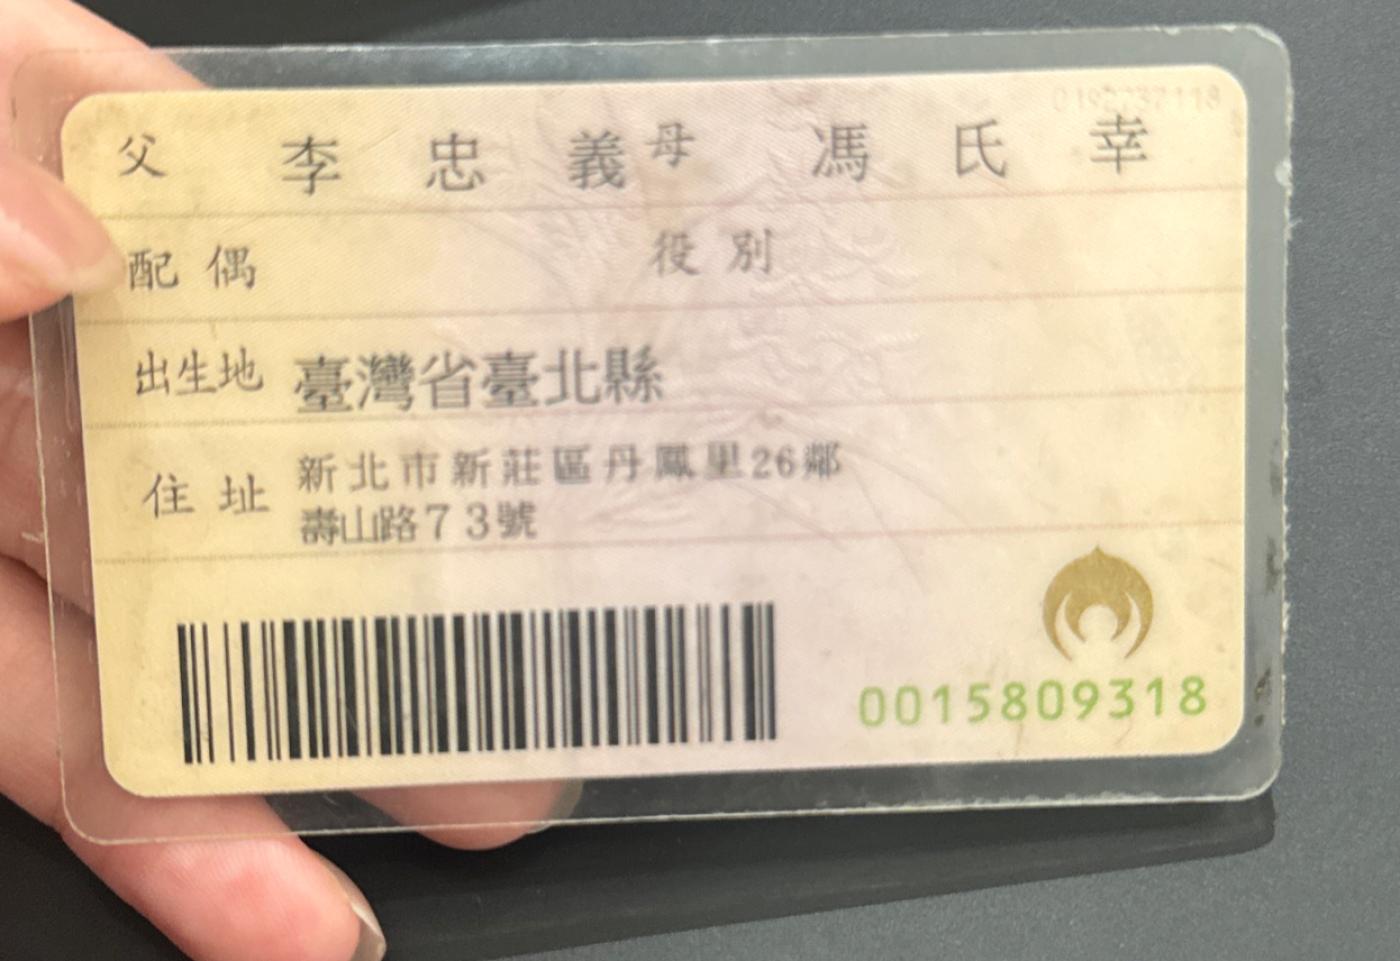 父 李忠義 母 馮氏幸
配偶 役別
出生地 臺灣省臺北縣
住址 新北市新莊區丹鳳里26鄰
壽山路73號
0015809318